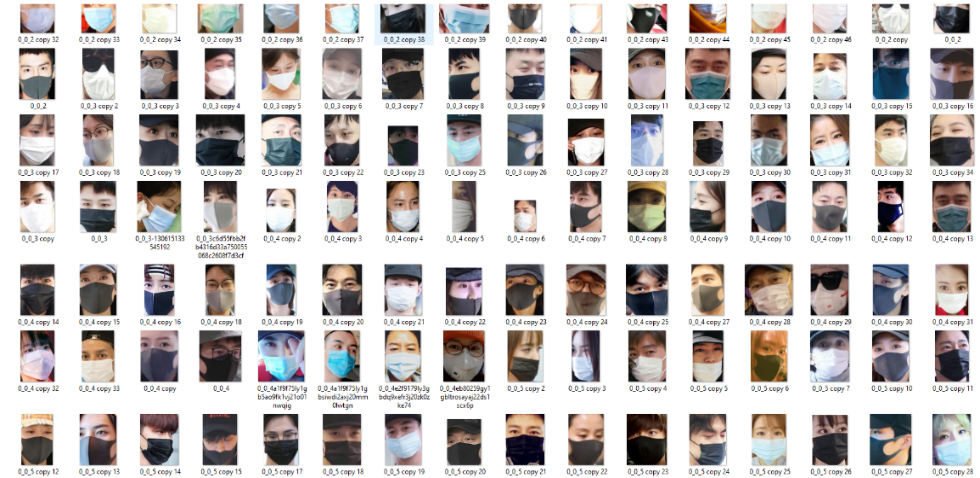 0_0_2 copy 32
0_0_2 copy 33
0_0_2 copy 34
0_0_2 copy 35
0_0_2 copy 36
0_0_2 copy 37
0_0_2 copy 38
0_0_2 copy 39
0_0_2 copy 40
0_0_2 copy 41
0_0_2 copy 43
0_0_2 copy 44
0_0_2 copy 45
0_0_2 copy 46
0_0_2 copy
0_0_2.
0_0_2
0_0_3 copy 2
0_0_3 copy 3
0_0_3 copy 4
0_0_3 copy 5
0_0_3 copy 6
0_0_3 copy 7
0_0_3 copy 8
0_0_3 copy 9
0_0_3 copy 10
0_0_3 copy 11
0_0_3 copy 12
0_0_3 copy 13
0_0_3 copy 14
0_0_3 copy 15
0_0_3 copy 16
0_0_3 copy 17
0_0_3 copy 18
0_0_3 copy 19
0_0_3 copy 20
0_0_3 copy 21
0_0_3 copy 22
0_0_3 copy 23
0_0_3 copy 25
0_0_3 copy 26
0_0_3 copy 27
0_0_3 copy 28
0_0_3 copy 29
0_0_3 copy 30
0_0_3 copy 31
0_0_3 copy 32
0_0_3 copy 34
0_0_3 copy
0_0_3
0_0_3-130615133
545192
0_0_3c6d55fbb2f
b4316d33a750055
068c2608f7d3cf
0_0_4 copy 2
0_0_4 copy 3
0_0_4 copy 4
0_0_4 copy 5
0_0_4 copy 6
0_0_4 copy 7
0_0_4 copy 8
0_0_4 copy 9
0_0_4 copy 10
0_0_4 copy 11
0_0_4 copy 12
0_0_4 copy 13
0_0_4 copy 14
0_0_4 copy 15
0_0_4 copy 16
0_0_4 copy 18
0_0_4 copy 19
0_0_4 copy 20
0_0_4 copy 21
0_0_4 copy 22
0_0_4 copy 23
0_0_4 copy 24
0_0_4 copy 25
0_0_4 copy 27
0_0_4 copy 28
0_0_4 copy 29
0_0_4 copy 30
0_0_4 copy 31
0_0_4 copy 32
0_0_4 copy 33
0_0_4 copy
0_0_4
0_0_5 copy 2
0_0_5 copy 3
0_0_5 copy 4
0_0_5 copy 5
0_0_5 copy 6
0_0_5 copy 7
0_0_5 copy 10
0_0_5 copy 11
0_0_5 copy 12
0_0_5 copy 13
0_0_5 copy 14
0_0_5 copy 15
0_0_5 copy 17
0_0_5 copy 18
0_0_5 copy 19
0_0_5 copy 20
0_0_5 copy 21
0_0_5 copy 22
0_0_5 copy 23
0_0_5 copy 24
0_0_5 copy 25
0_0_5 copy 26
0_0_5 copy 27
0_0_5 copy 28